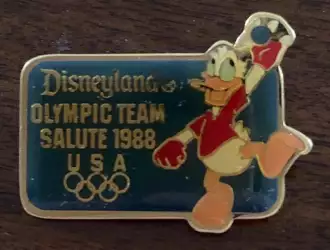 Disneyland
OLYMPIC TEAM
SALUTE 1988
USA